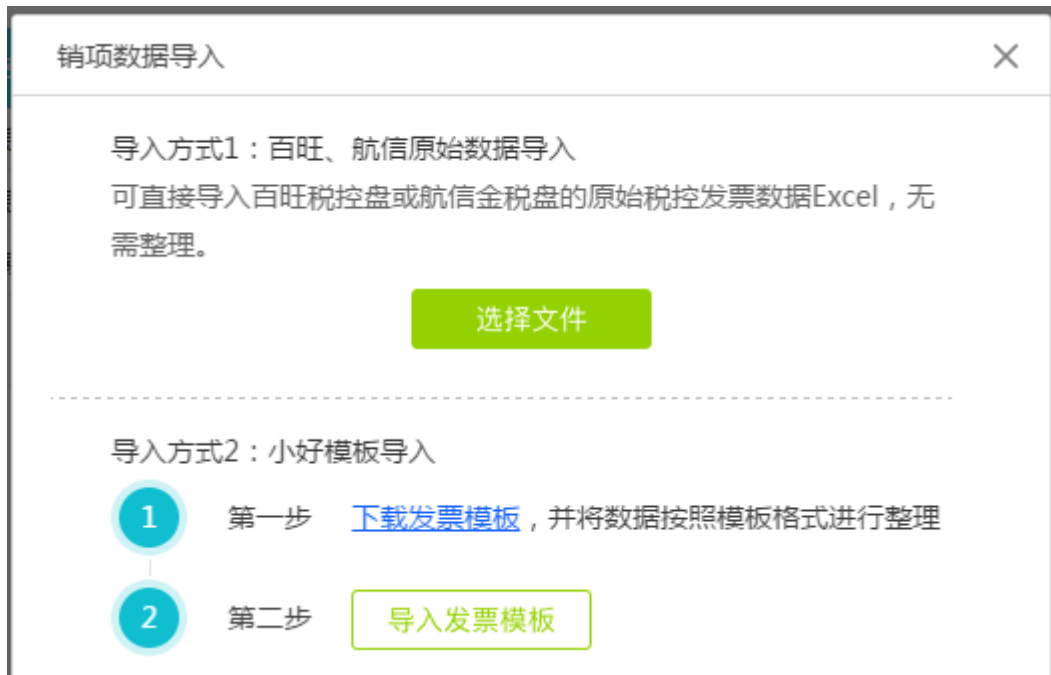 销项数据导入
导入方式1：百旺、航信原始数据导入
可直接导入百旺税控盘或航信金税盘的原始税控发票数据Excel，无
需整理。
选择文件
导入方式2：小好模板导入
1 第一步 下载发票模板，并将数据按照模板格式进行整理
2 第二步 导入发票模板